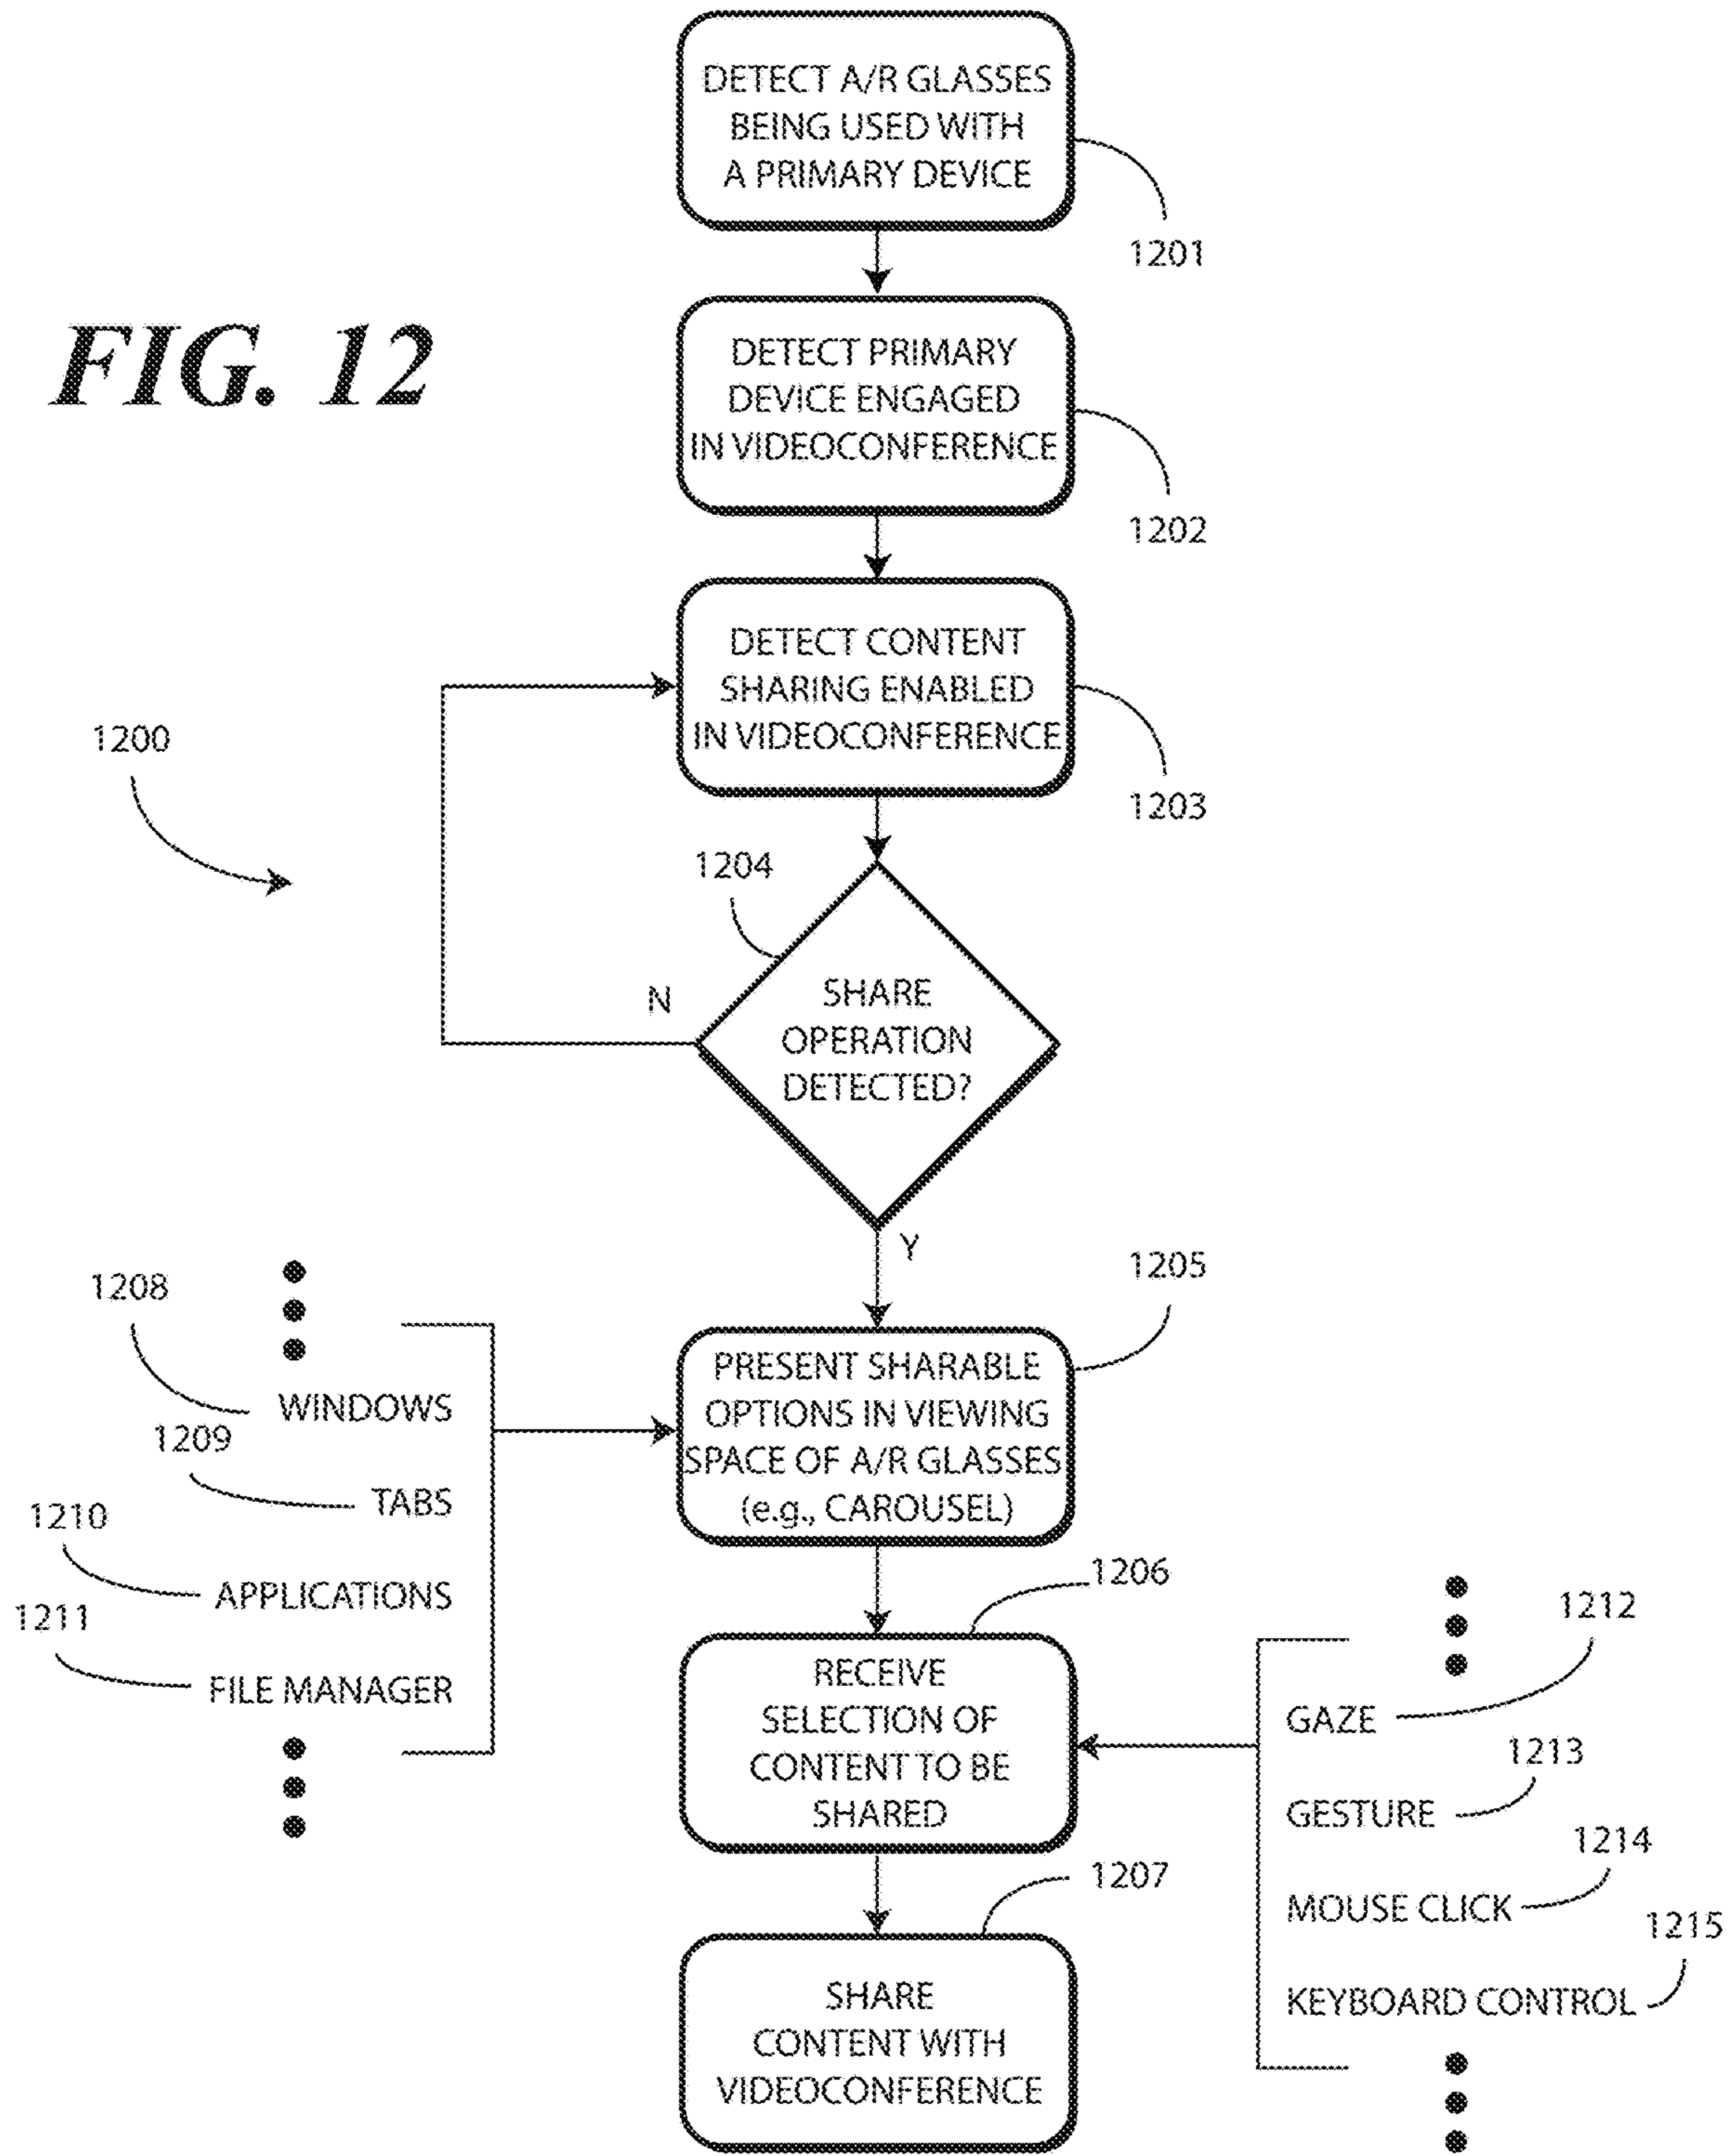 DETECT A/R GLASSES
BEING USED WITH
A PRIMARY DEVICE
1201
FIG. 12
DETECT PRIMARY
DEVICE ENGAGED
IN VIDEOCONFERENCE
1202
DETECT CONTENT
SHARING ENABLED
IN VIDEOCONFERENCE
1203
1200
1204
N
SHARE
OPERATION
DETECTED?
Y
1205
PRESENT SHARABLE
OPTIONS IN VIEWING
SPACE OF A/R GLASSES
(e.g., CAROUSEL)
1208
WINDOWS
1209
TABS
1210
APPLICATIONS
1211
FILE MANAGER
1206
RECEIVE
SELECTION OF
CONTENT TO BE
SHARED
1212
GAZE
1213
GESTURE
1214
MOUSE CLICK
1215
KEYBOARD CONTROL
1207
SHARE
CONTENT WITH
VIDEOCONFERENCE